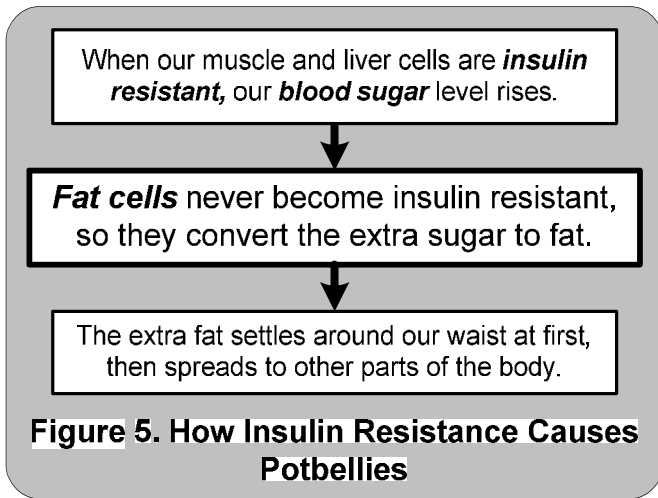 When our muscle and liver cells are insulin
resistant, our blood sugar level rises.
Fat cells never become insulin resistant,
so they convert the extra sugar to fat.
The extra fat settles around our waist at first,
then spreads to other parts of the body.
Figure 5. How Insulin Resistance Causes
Potbellies